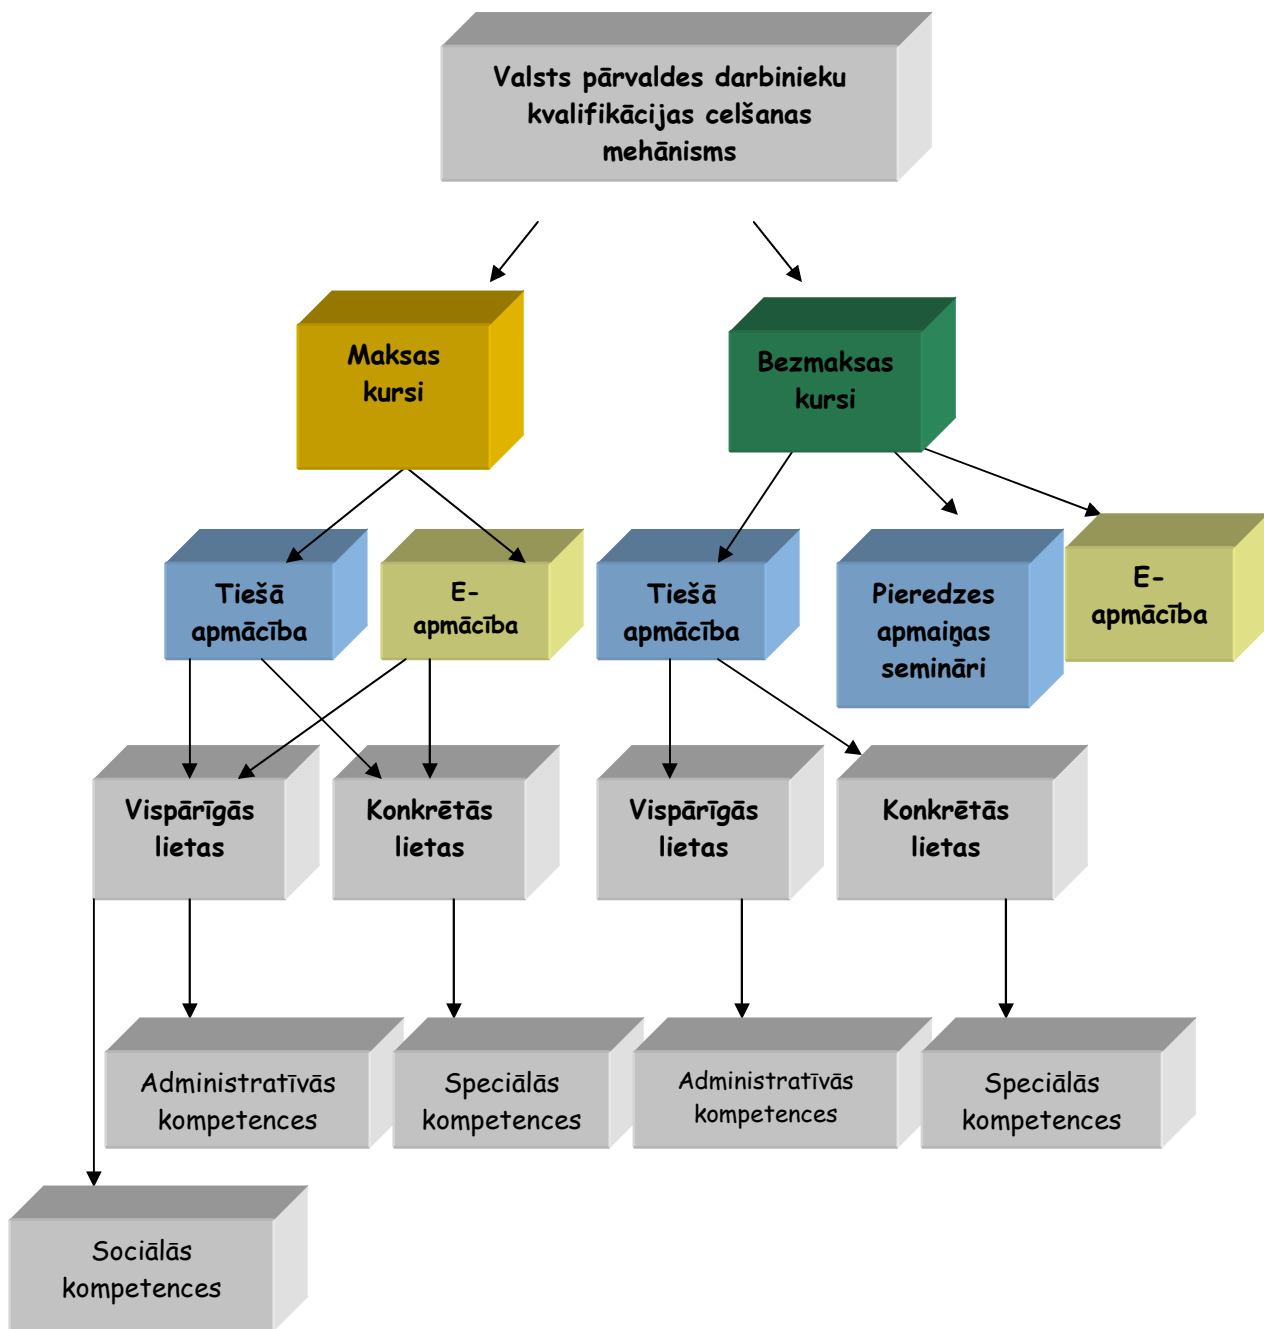 Valsts pārvaldes darbinieku
kvalifikācijas celšanas
mehānisms
Maksas
kursi
Bezmaksas
kursi
Tiešā
apmācība
E-
apmācība
Tiešā
apmācība
Pieredzes
apmaiņas
semināri
E-
apmācība
Vispārīgās
lietas
Konkrētās
lietas
Vispārīgās
lietas
Konkrētās
lietas
Administratīvās
kompetences
Speciālās
kompetences
Administratīvās
kompetences
Speciālās
kompetences
Sociālās
kompetences